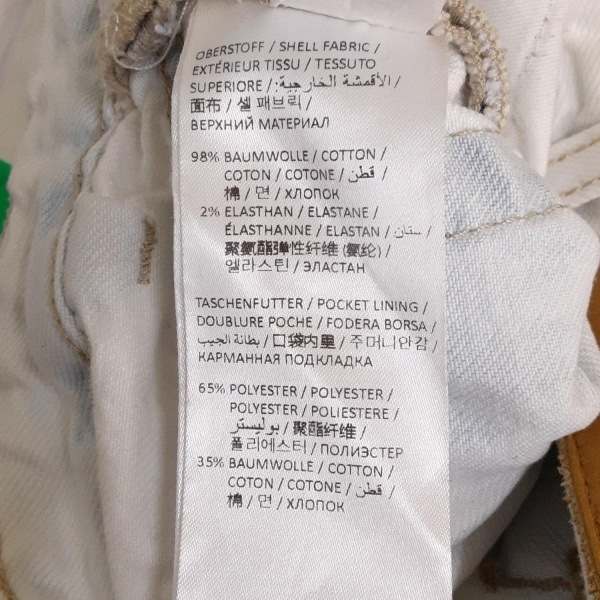 OBERSTOFF / SHELL FABRIC /
EXTÉRIEUR TISSU / TESSUTO
SUPERIORE / الأقمشة الخارجية: /
面布 / 셸 패브릭 /
ВЕРХНИЙ МАТЕРИАЛ
98% BAUMWOLLE / COTTON /
COTON / COTONE / قطن /
棉 / 면 / ХЛОПОК
2% ELASTHAN / ELASTANE /
ÉLASTHANNE / ELASTAN / ستان /
聚氨酯弹性纤维 (氨纶) /
엘라스틴 / ЭЛАСТАН
TASCHENFUTTER / POCKET LINING /
DOUBLURE POCHE / FODERA BORSA /
بطانة الجيب / 口袋内里 / 주머니안감 /
КАРМАННАЯ ПОДКЛАДКА
65% POLYESTER / POLYESTER /
POLYESTER / POLIESTERE /
بوليستر / 聚酯纤维 /
폴리에스터 / ПОЛИЭСТЕР
35% BAUMWOLLE / COTTON /
COTON / COTONE / قطن /
棉 / 면 / ХЛОПОК